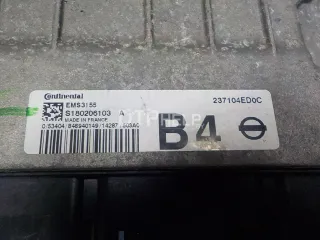 Continental
EMS3155 237104ED0C
S180206103 A
MADE IN FRANCE
B4